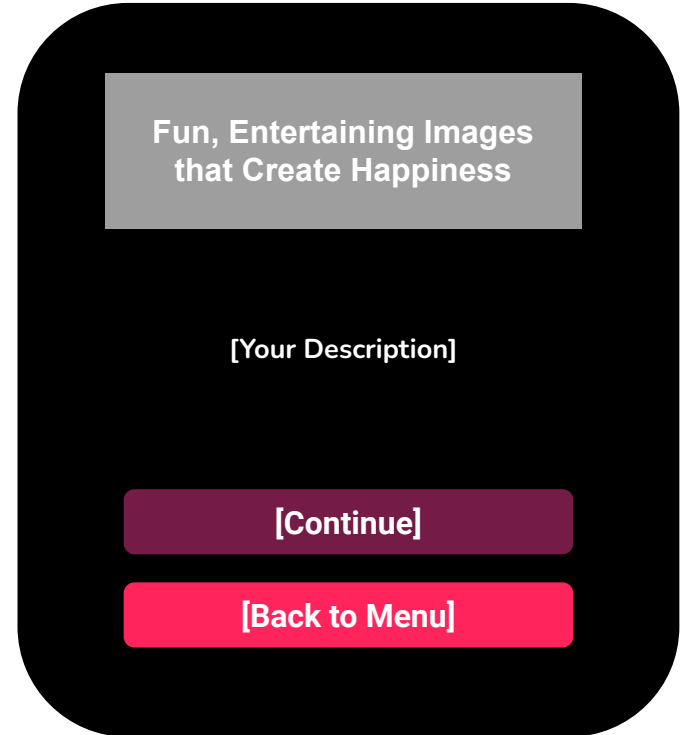 Fun, Entertaining Images
that Create Happiness
[Your Description]
[Continue]
[Back to Menu]